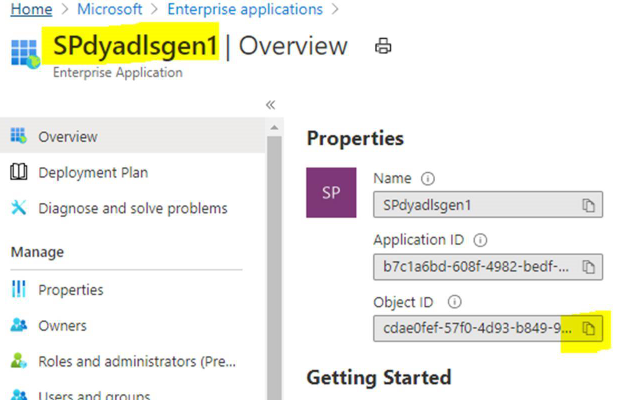 Home > Microsoft > Enterprise applications >
SPdyadlsgen1 | Overview
Enterprise Application
«
Overview
Deployment Plan
Diagnose and solve problems
Manage
Properties
Owners
Roles and administrators (Pre...
Users and groups
Properties
SP
Name
SPdyadlsgen1
Application ID
b7c1a6bd-608f-4982-bedf-...
Object ID
cdae0fef-57f0-4d93-b849-9...
Getting Started